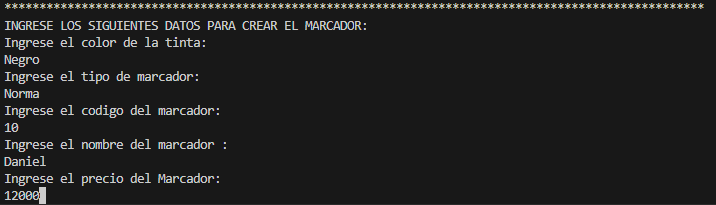 ****************************************************************************************************
INGRESE LOS SIGUIENTES DATOS PARA CREAR EL MARCADOR:
Ingrese el color de la tinta:
Negro
Ingrese el tipo de marcador:
Norma
Ingrese el codigo del marcador:
10
Ingrese el nombre del marcador :
Daniel
Ingrese el precio del Marcador:
12000